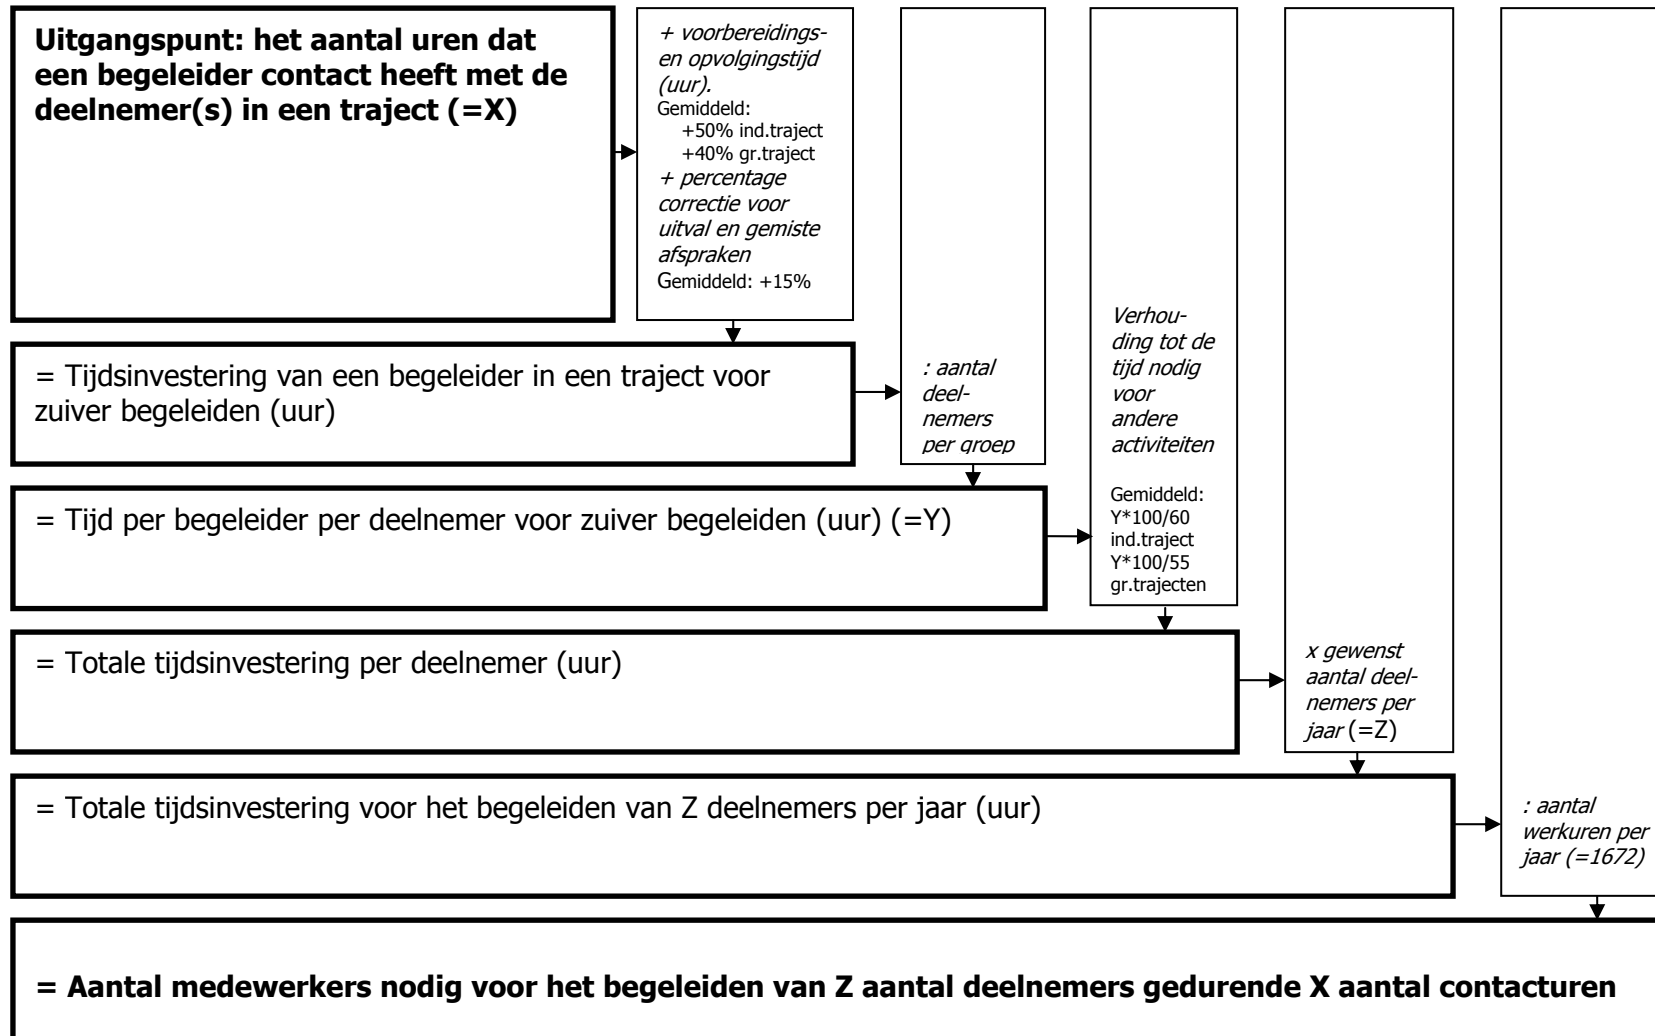 Uitgangspunt: het aantal uren dat
een begeleider contact heeft met de
deelnemer(s) in een traject (=X)
+ voorbereidings-
en opvolgingstijd
(uur).
Gemiddeld:
+50% ind.traject
+40% gr.traject
+ percentage
correctie voor
uitval en gemiste
afspraken
Gemiddeld: +15%
= Tijdsinvestering van een begeleider in een traject voor
zuiver begeleiden (uur)
: aantal
deel-
nemers
per groep
= Tijd per begeleider per deelnemer voor zuiver begeleiden (uur) (=Y)
Verhou-
ding tot de
tijd nodig
voor
andere
activiteiten
Gemiddeld:
Y*100/60
ind.traject
Y*100/55
gr.trajecten
= Totale tijdsinvestering per deelnemer (uur)
x gewenst
aantal deel-
nemers per
jaar (=Z)
= Totale tijdsinvestering voor het begeleiden van Z deelnemers per jaar (uur)
: aantal
werkuren per
jaar (=1672)
= Aantal medewerkers nodig voor het begeleiden van Z aantal deelnemers gedurende X aantal contacturen